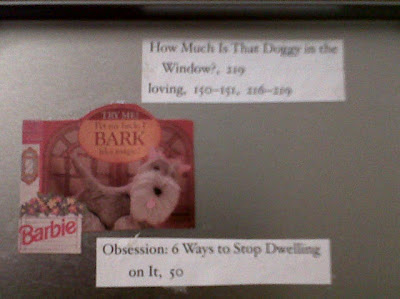 How Much Is That Doggy in the
Window?, 219
loving, 150–151, 216–219
TRY ME!
BARK
Barbie
Obsession: 6 Ways to Stop Dwelling
on It, 50